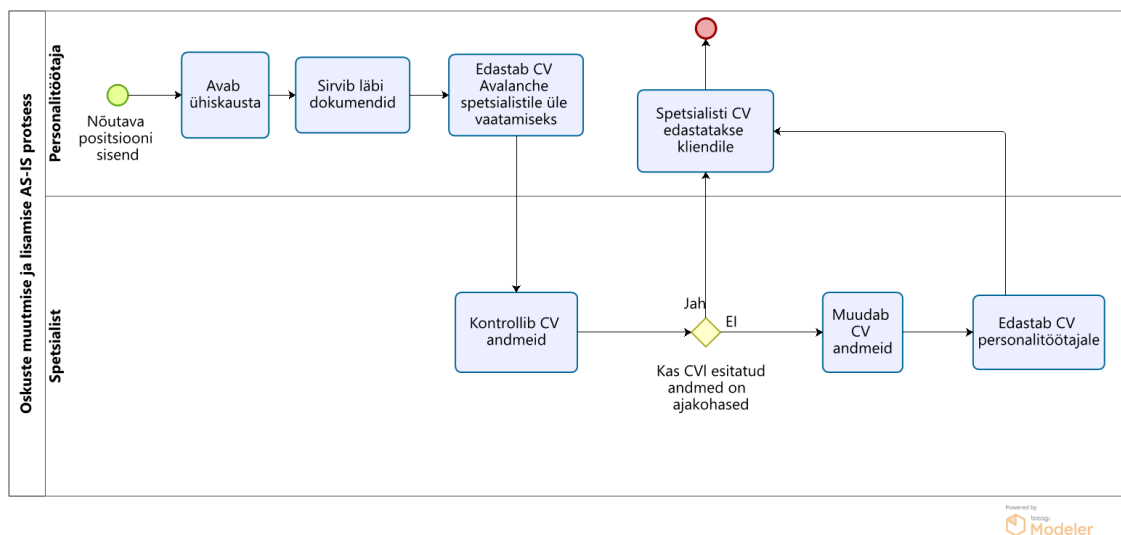 Oskuste muutmise ja lisamise AS-IS protsess
Personalitöötaja
Nõutava
positsiooni
sisend
Avab
ühiskausta
Sirvib läbi
dokumendid
Edastab CV
Avalanche
spetsialistile üle
vaatamiseks
Spetsialisti CV
edastatakse
kliendile
Spetsialist
Kontrollib CV
andmeid
Jah
EI
Kas CVl esitatud
andmed on
ajakohased
Muudab
CV
andmeid
Edastab CV
personalitöötajale
Powered by
bizagi
Modeler